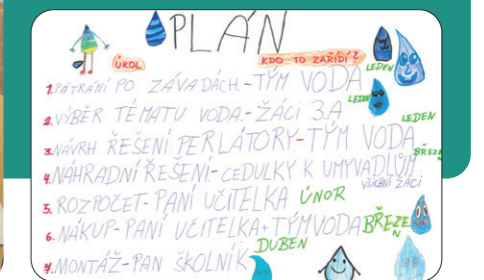 PLÁN
ÚKOL KDO TO ZAŘÍDÍ?
LEDEN
1. PÁTRÁNÍ PO ZÁVADÁCH - TÝM VODA
LEDEN
2. VÝBĚR TÉMATU VODA - ŽÁCI 3.A
LEDEN
3. NÁVRH ŘEŠENÍ PERLÁTORY - TÝM VODA
BŘEZEN
4. NÁHRADNÍ ŘEŠENÍ - CEDULKY K UMYVADLŮM
VŠICHNI ŽÁCI
5. ROZPOČET - PANÍ UČITELKA ÚNOR
6. NÁKUP - PANÍ UČITELKA + TÝM VODA BŘEZEN
DUBEN
7. MONTÁŽ - PAN ŠKOLNÍK